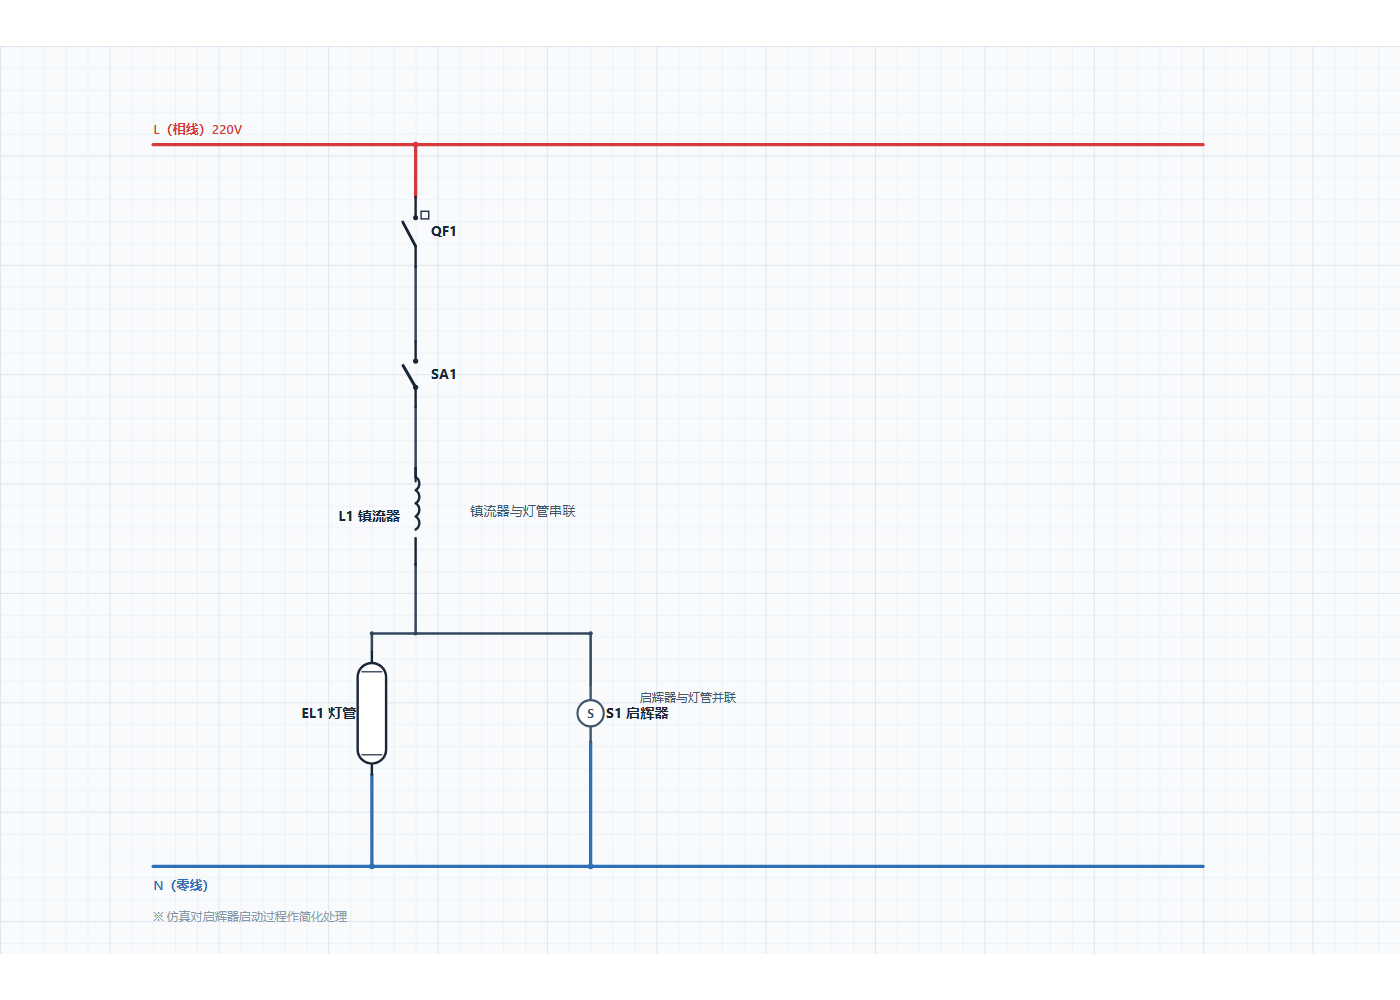 L（相线）220V
QF1
SA1
L1 镇流器
镇流器与灯管串联
启辉器与灯管并联
EL1 灯管
S
S1 启辉器
N（零线）
※ 仿真对启辉器启动过程作简化处理